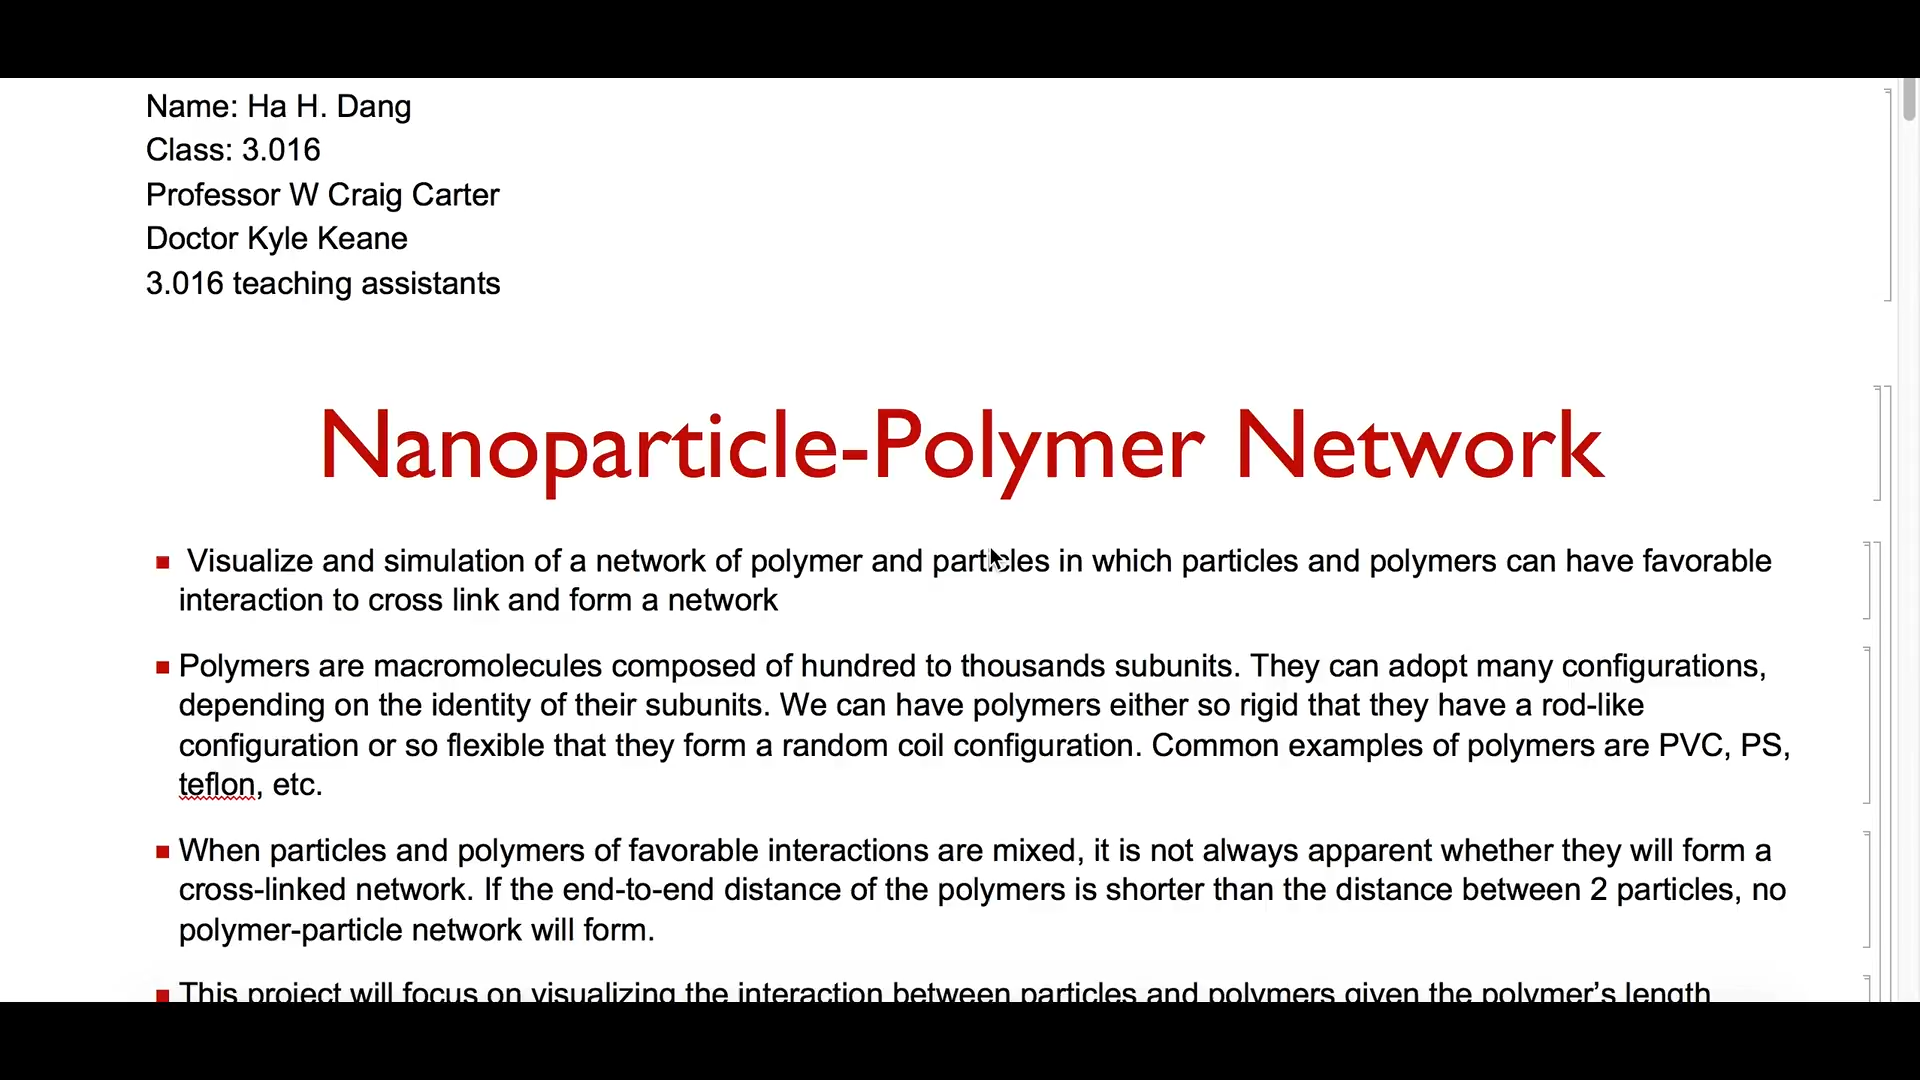 Name: Ha H. Dang
Class: 3.016
Professor W Craig Carter
Doctor Kyle Keane
3.016 teaching assistants
Nanoparticle-Polymer Network
Visualize and simulation of a network of polymer and particles in which particles and polymers can have favorable
interaction to cross link and form a network
Polymers are macromolecules composed of hundred to thousands subunits. They can adopt many configurations,
depending on the identity of their subunits. We can have polymers either so rigid that they have a rod-like
configuration or so flexible that they form a random coil configuration. Common examples of polymers are PVC, PS,
teflon, etc.
When particles and polymers of favorable interactions are mixed, it is not always apparent whether they will form a
cross-linked network. If the end-to-end distance of the polymers is shorter than the distance between 2 particles, no
polymer-particle network will form.
This project will focus on visualizing the interaction between particles and polymers given the polymer’s length